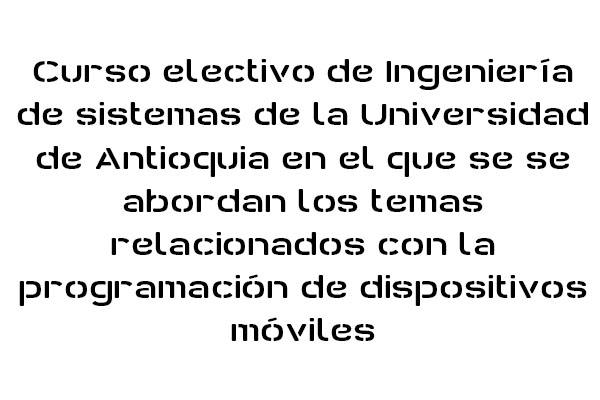 Curso electivo de Ingeniería
de sistemas de la Universidad
de Antioquia en el que se se
abordan los temas
relacionados con la
programación de dispositivos
móviles